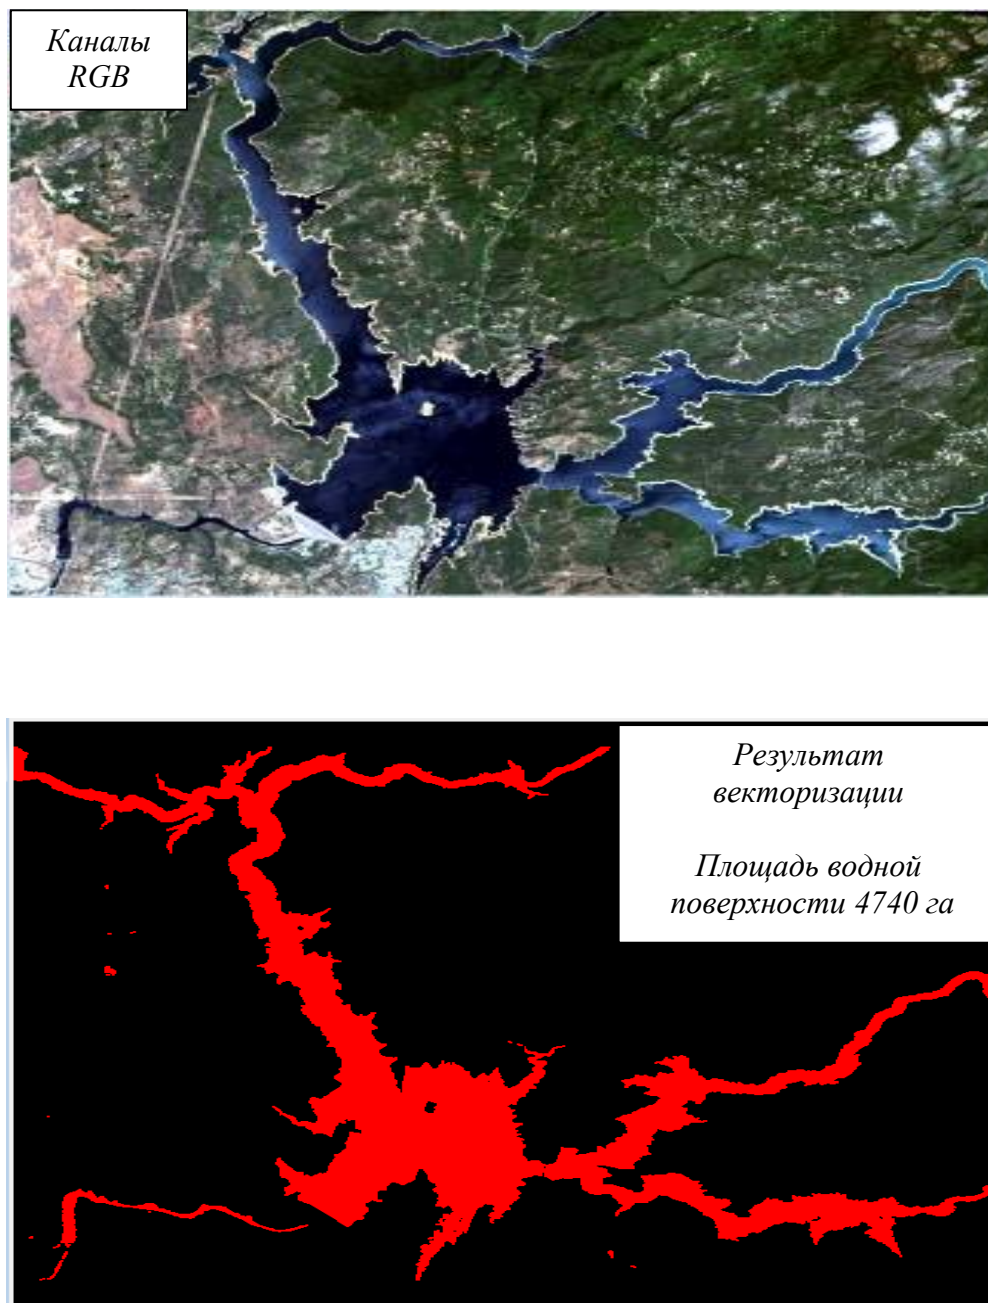 Каналы
RGB
Результат
векторизации
Площадь водной
поверхности 4740 га